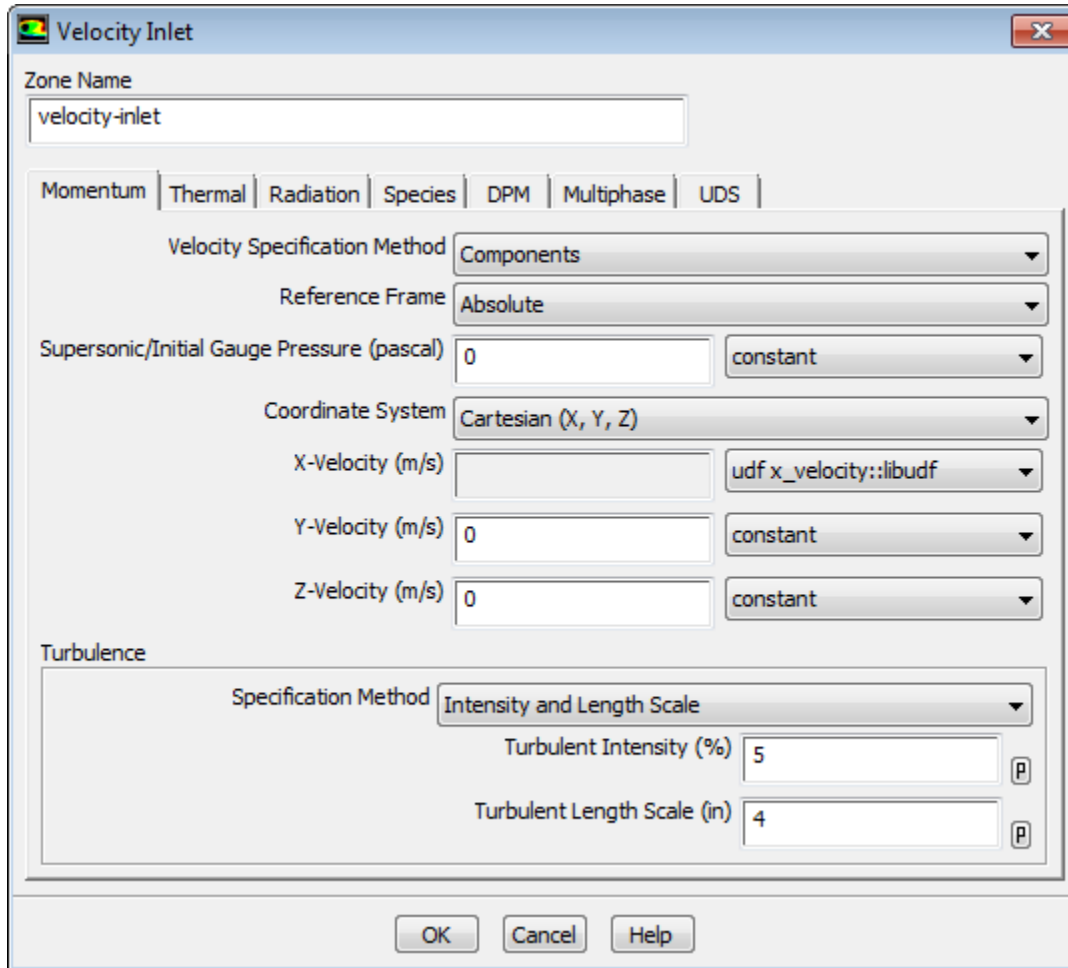 Velocity Inlet
Zone Name
velocity-inlet
Momentum Thermal Radiation Species DPM Multiphase UDS
Velocity Specification Method Components
Reference Frame Absolute
Supersonic/Initial Gauge Pressure (pascal) 0 constant
Coordinate System Cartesian (X, Y, Z)
X-Velocity (m/s) udf x_velocity::libudf
Y-Velocity (m/s) 0 constant
Z-Velocity (m/s) 0 constant
Turbulence
Specification Method Intensity and Length Scale
Turbulent Intensity (%) 5 P
Turbulent Length Scale (in) 4 P
OK Cancel Help